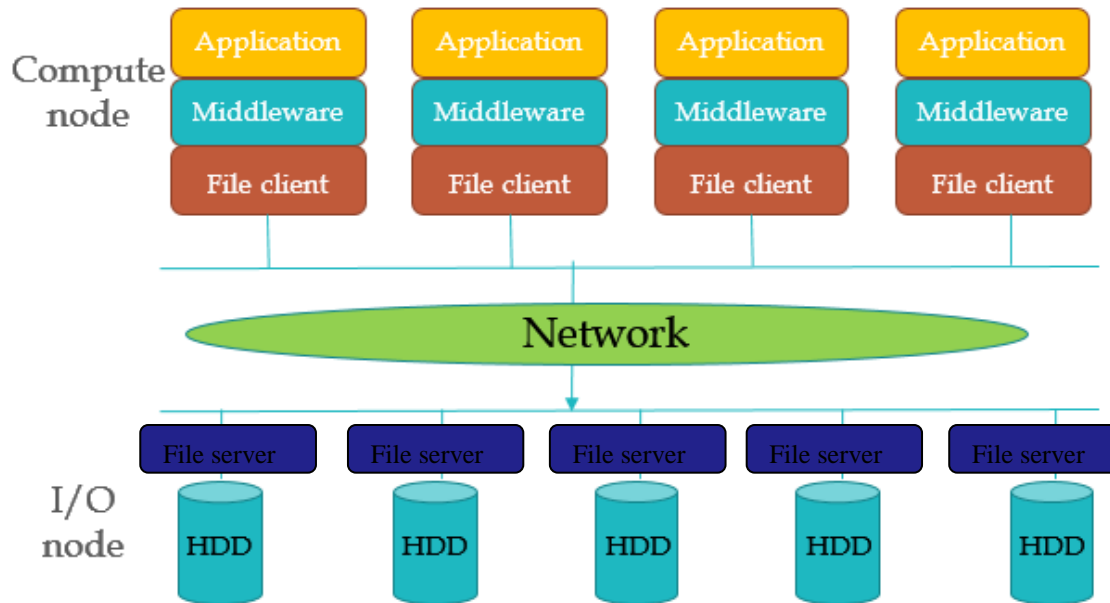 Compute
node
Application
Application
Application
Application
Middleware
Middleware
Middleware
Middleware
File client
File client
File client
File client
Network
File server
File server
File server
File server
File server
I/O
node
HDD
HDD
HDD
HDD
HDD